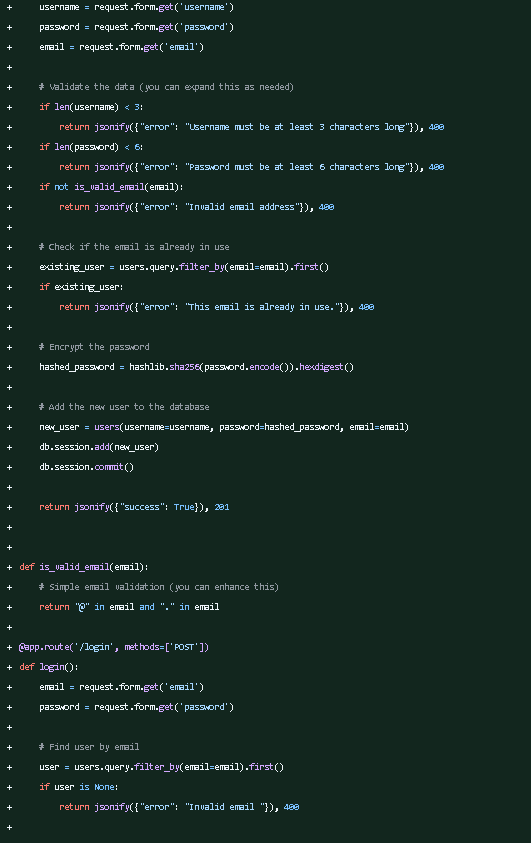 +    username = request.form.get('username')
+    password = request.form.get('password')
+    email = request.form.get('email')
+
+    # Validate the data (you can expand this as needed)
+    if len(username) < 3:
+        return jsonify({"error": "Username must be at least 3 characters long"}), 400
+    if len(password) < 6:
+        return jsonify({"error": "Password must be at least 6 characters long"}), 400
+    if not is_valid_email(email):
+        return jsonify({"error": "Invalid email address"}), 400
+
+    # Check if the email is already in use
+    existing_user = users.query.filter_by(email=email).first()
+    if existing_user:
+        return jsonify({"error": "This email is already in use."}), 400
+
+    # Encrypt the password
+    hashed_password = hashlib.sha256(password.encode()).hexdigest()
+
+    # Add the new user to the database
+    new_user = users(username=username, password=hashed_password, email=email)
+    db.session.add(new_user)
+    db.session.commit()
+
+    return jsonify({"success": True}), 201
+
+
+ def is_valid_email(email):
+    # Simple email validation (you can enhance this)
+    return "@" in email and "." in email
+
+ @app.route('/login', methods=['POST'])
+ def login():
+    email = request.form.get('email')
+    password = request.form.get('password')
+
+    # Find user by email
+    user = users.query.filter_by(email=email).first()
+    if user is None:
+        return jsonify({"error": "Invalid email "}), 400
+